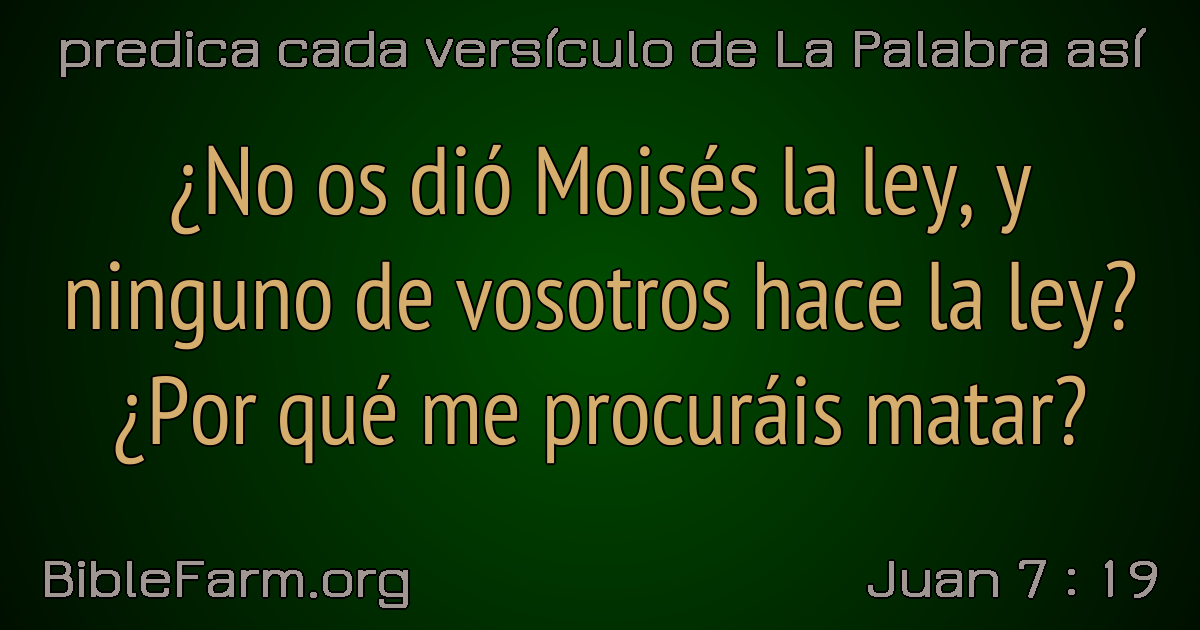 predica cada versículo de La Palabra así
¿No os dió Moisés la ley, y
ninguno de vosotros hace la ley?
¿Por qué me procuráis matar?
BibleFarm.org
Juan 7 : 19